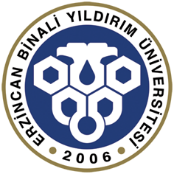 ERZİNCAN BİNALİ YILDIRIM ÜNİVERSİTESİ
• 2006 •